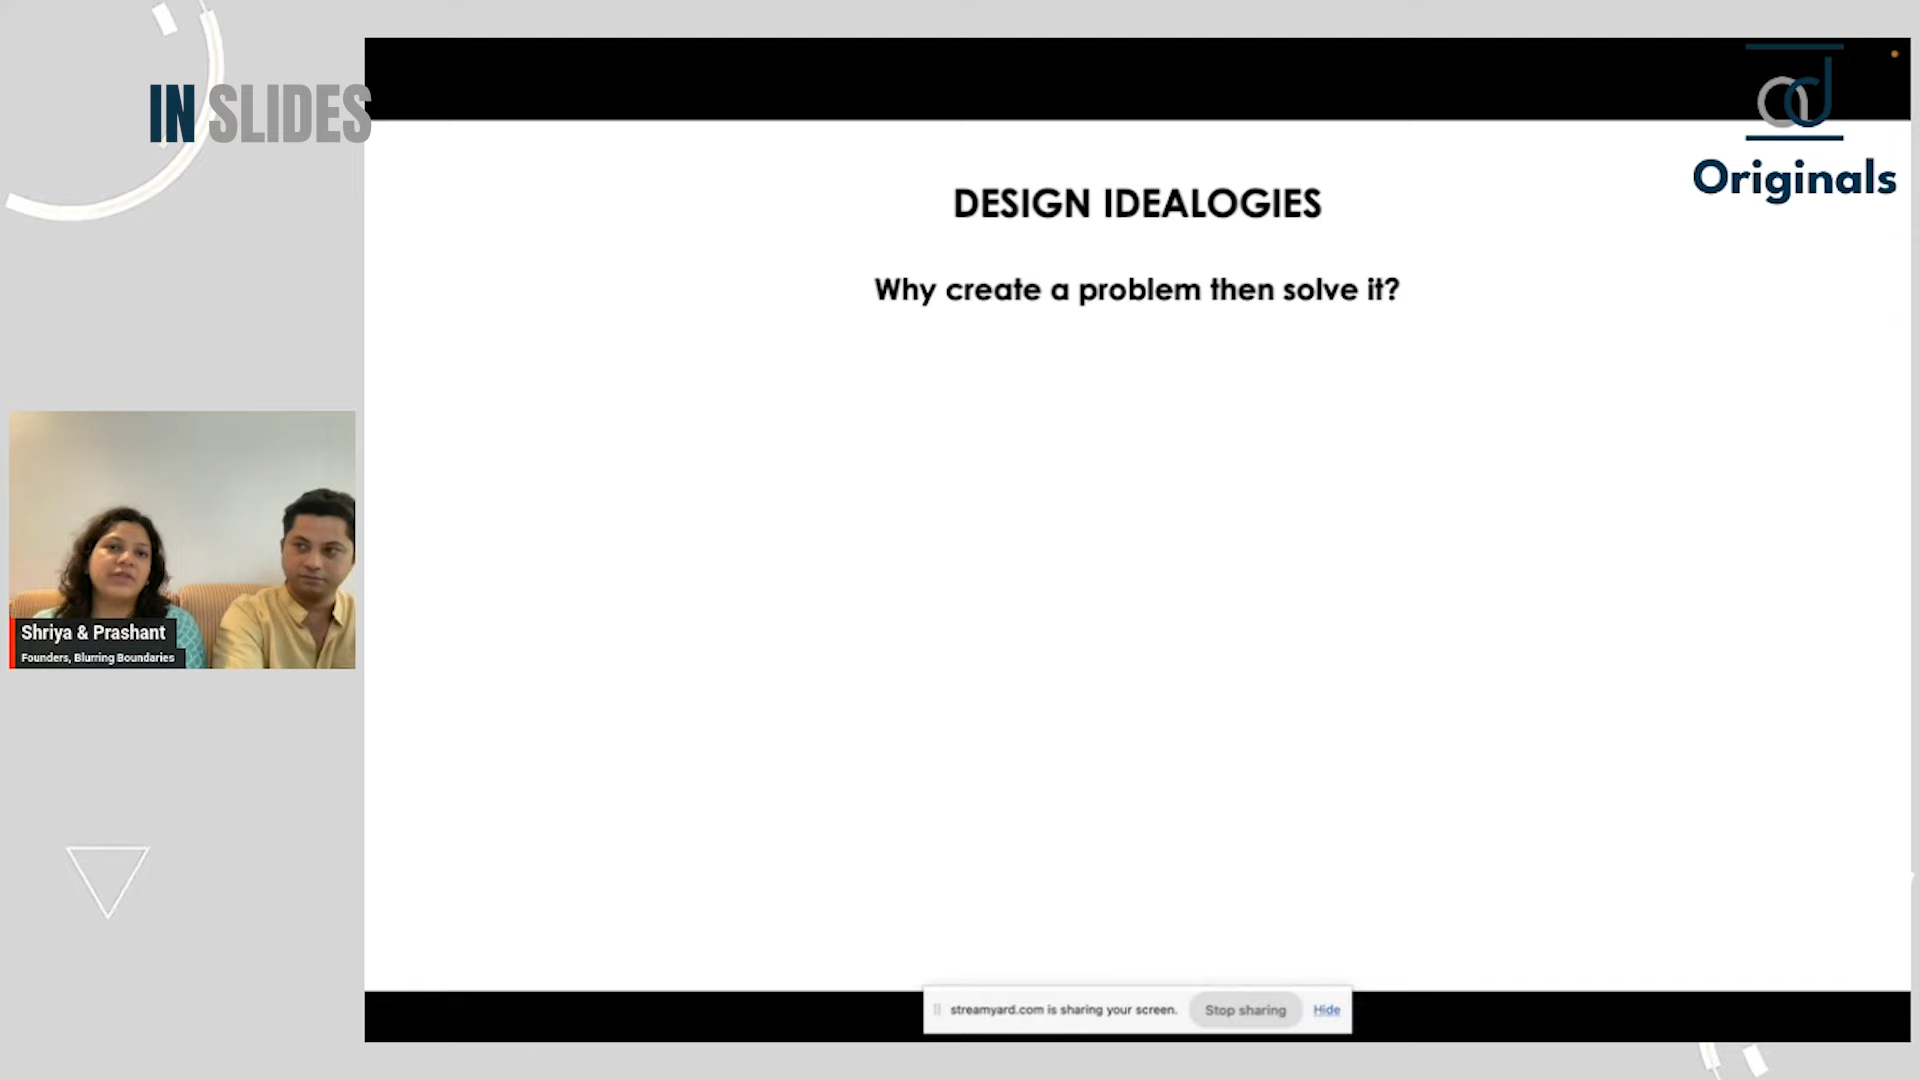 IN SLIDES
ad
Originals
DESIGN IDEALOGIES
Why create a problem then solve it?
Shriya & Prashant
Founders, Blurring Boundaries
streamyard.com is sharing your screen. Stop sharing Hide